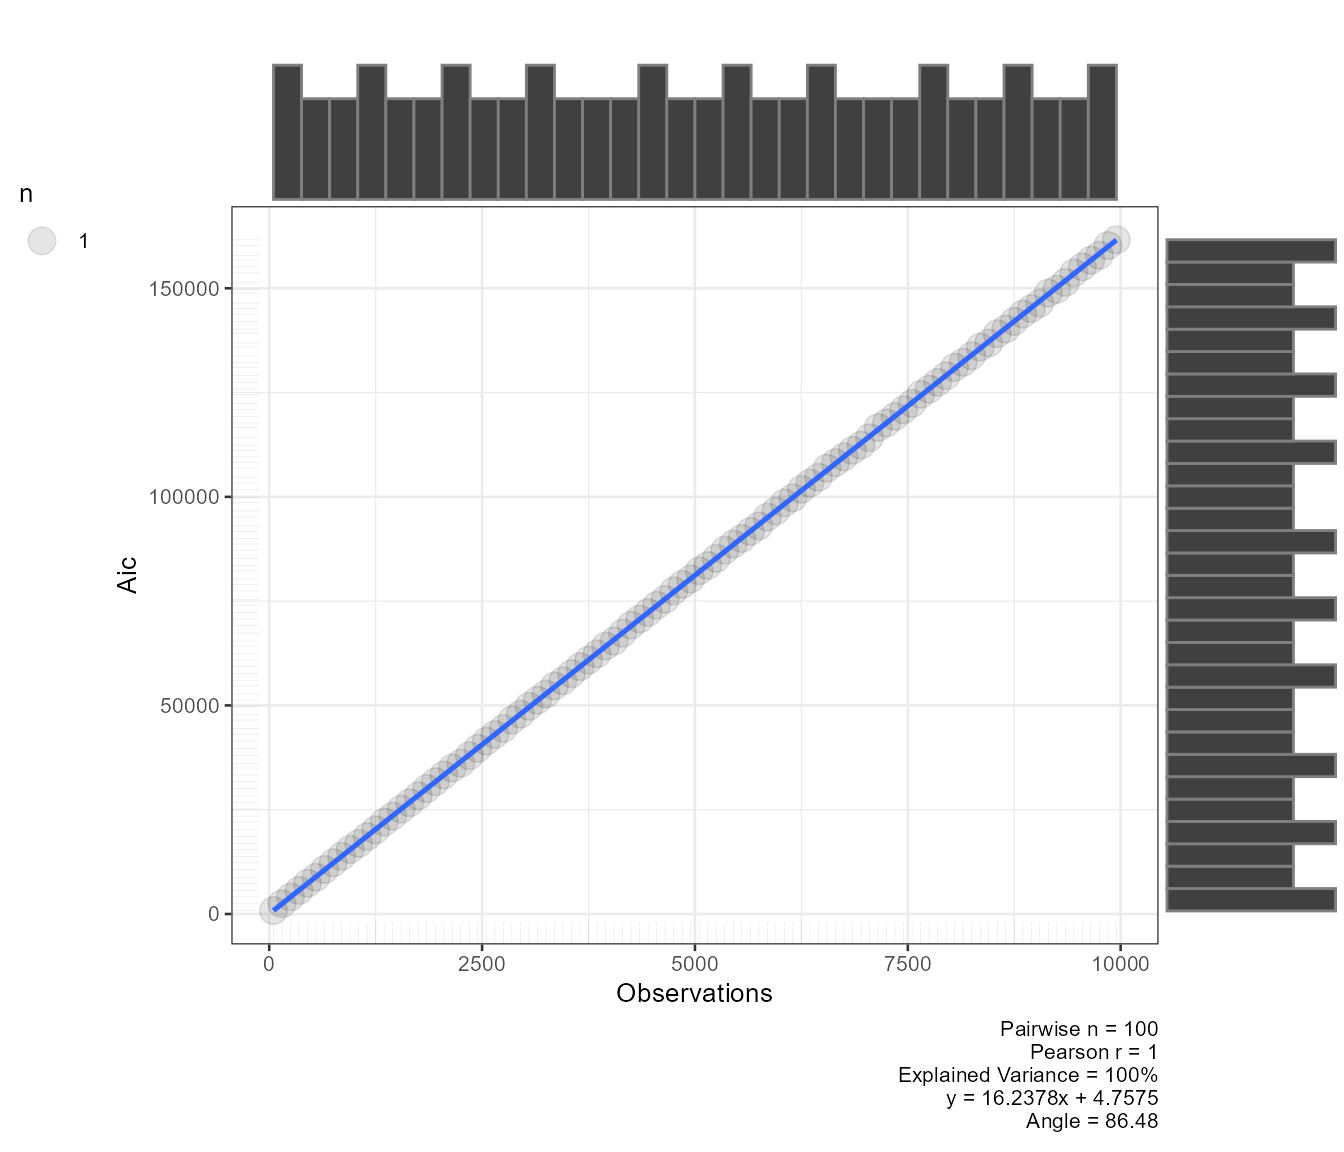 n
1
150000
100000
50000
0
Aic
0 2500 5000 7500 10000
Observations
Pairwise n = 100
Pearson r = 1
Explained Variance = 100%
y = 16.2378x + 4.7575
Angle = 86.48